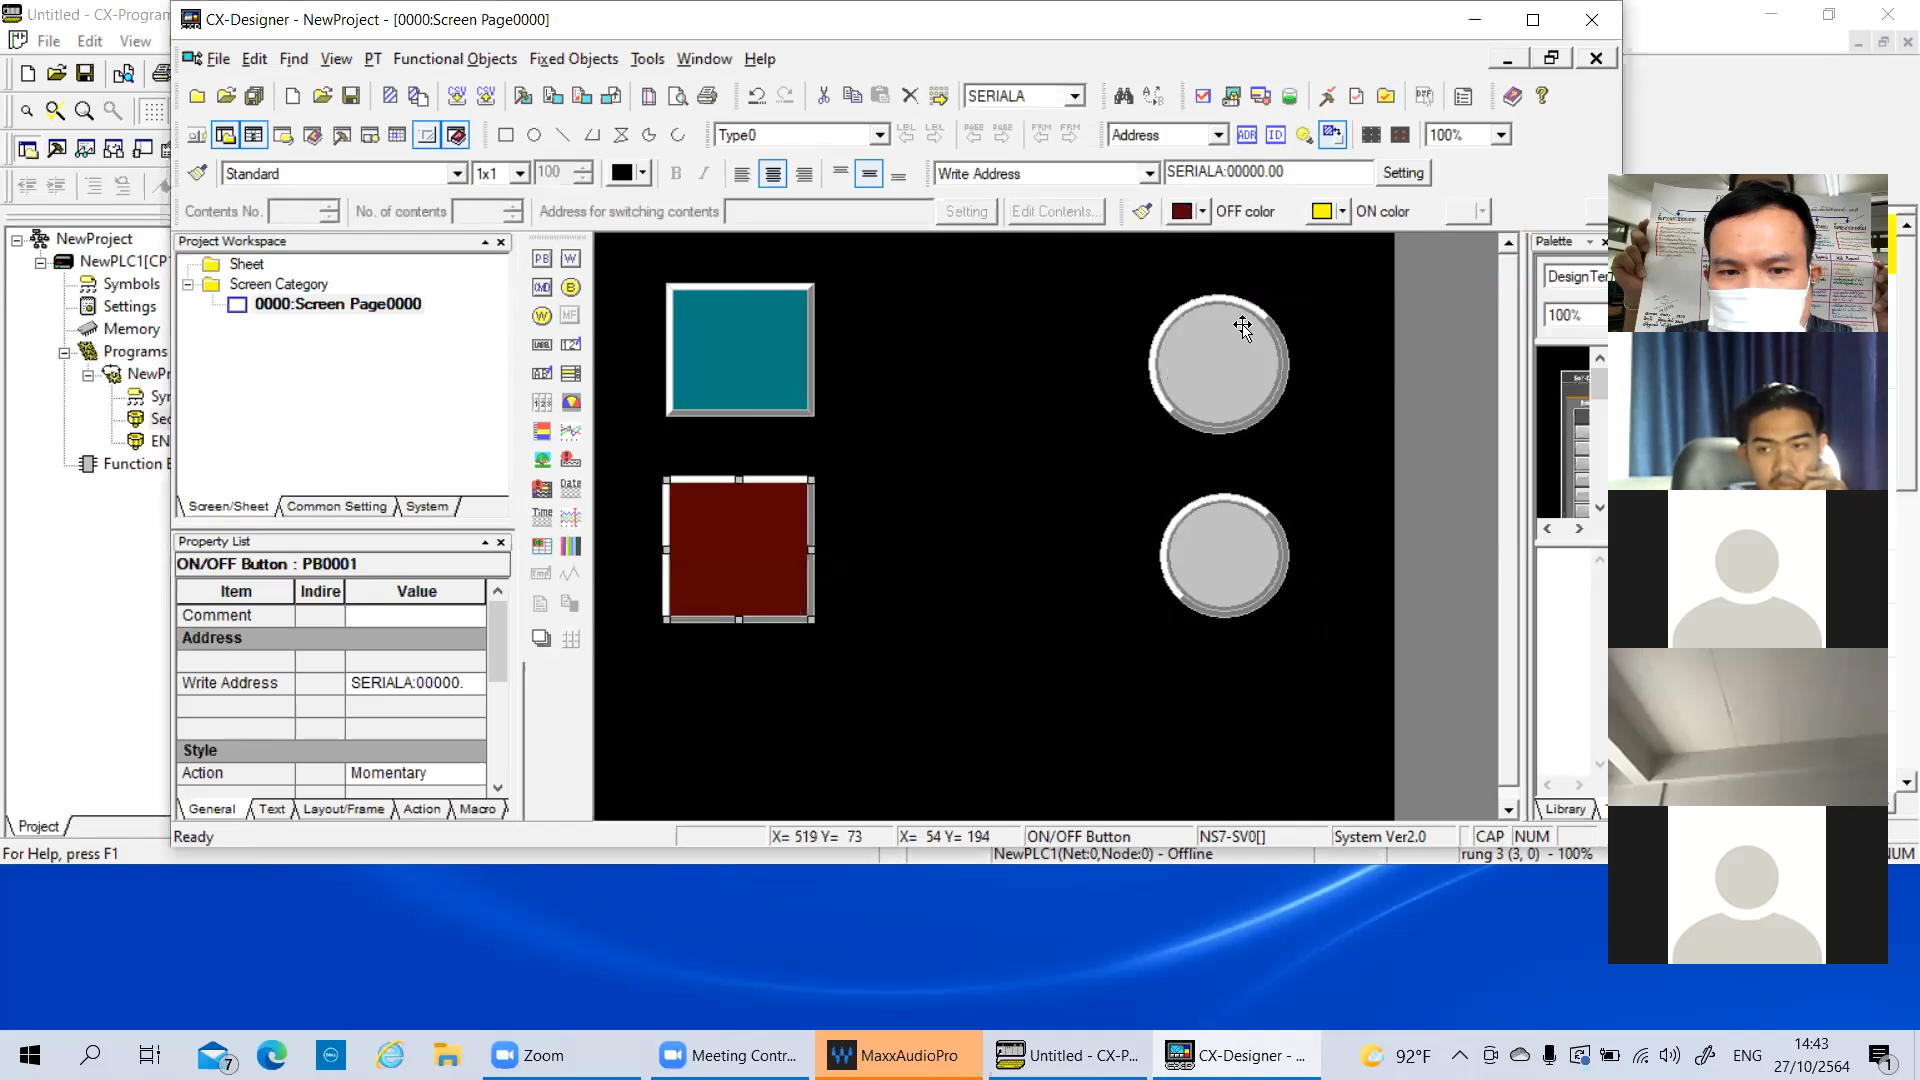 Untitled - CX-Program
CX-Designer - NewProject - [0000:Screen Page0000]
File Edit View
File Edit Find View PT Functional Objects Fixed Objects Tools Window Help
SERIALA
Type0
Address
100%
Standard
1x1
100
Write Address
SERIALA:00000.00
Setting
Contents No.
No. of contents
Address for switching contents
Setting
Edit Contents...
OFF color
ON color
NewProject
NewPLC1[CP
Symbols
Settings
Memory
Programs
NewPr
Syr
Sec
EN
Function E
Project
Project Workspace
Sheet
Screen Category
0000:Screen Page0000
Screen/Sheet Common Setting System
Property List
ON/OFF Button : PB0001
Item Indire Value
Comment
Address
Write Address SERIALA:00000.
Style
Action Momentary
General Text Layout/Frame Action Macro
Palette
DesignTer
100%
Library
Ready
X= 519 Y= 73
X= 54 Y= 194
ON/OFF Button
NS7-SV0[]
System Ver2.0
CAP NUM
For Help, press F1
NewPLC1(Net:0,Node:0) - Offline
rung 3 (3, 0) - 100%
NUM
7
Zoom
Meeting Contr...
MaxxAudioPro
Untitled - CX-P...
CX-Designer - ...
92°F
ENG
14:43
27/10/2564
1